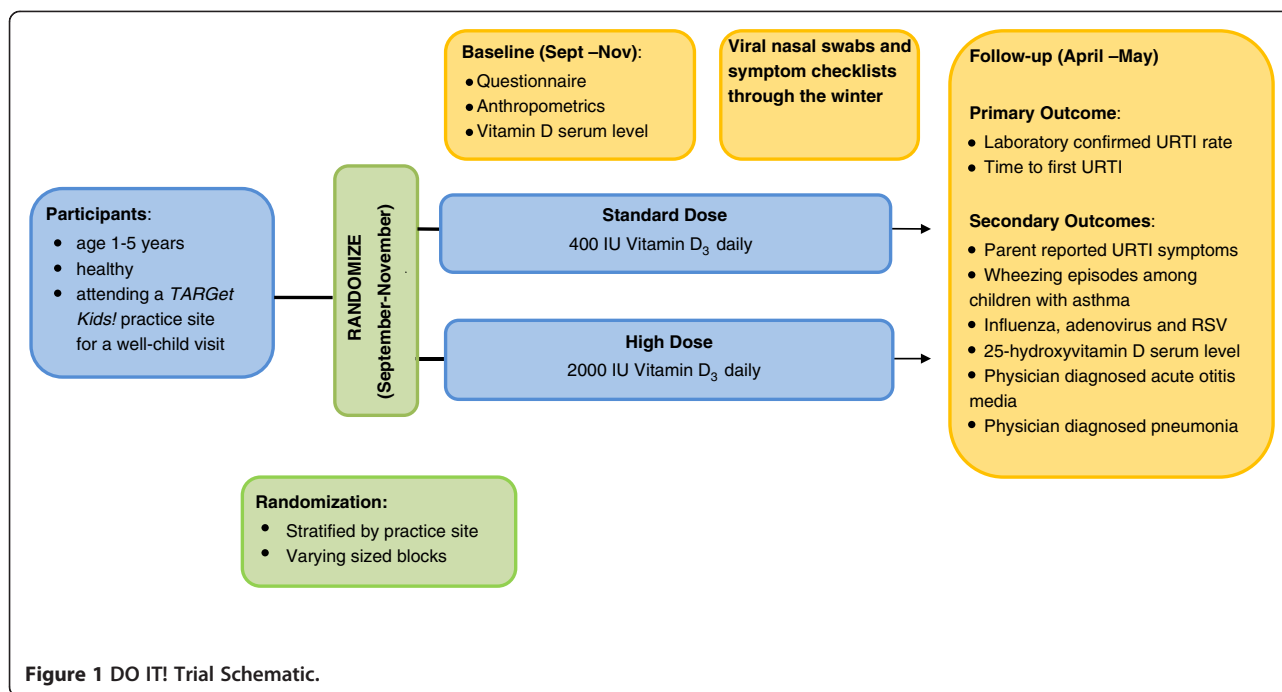 Baseline (Sept –Nov):
• Questionnaire
• Anthropometrics
• Vitamin D serum level
Viral nasal swabs and
symptom checklists
through the winter
Follow-up (April –May)
Primary Outcome:
• Laboratory confirmed URTI rate
• Time to first URTI
Secondary Outcomes:
• Parent reported URTI symptoms
• Wheezing episodes among
children with asthma
• Influenza, adenovirus and RSV
• 25-hydroxyvitamin D serum level
• Physician diagnosed acute otitis
media
• Physician diagnosed pneumonia
Participants:
• age 1-5 years
• healthy
• attending a TARGet
Kids! practice site
for a well-child visit
RANDOMIZE
(September-November)
Standard Dose
400 IU Vitamin D₃ daily
High Dose
2000 IU Vitamin D₃ daily
Randomization:
• Stratified by practice site
• Varying sized blocks
Figure 1 DO IT! Trial Schematic.